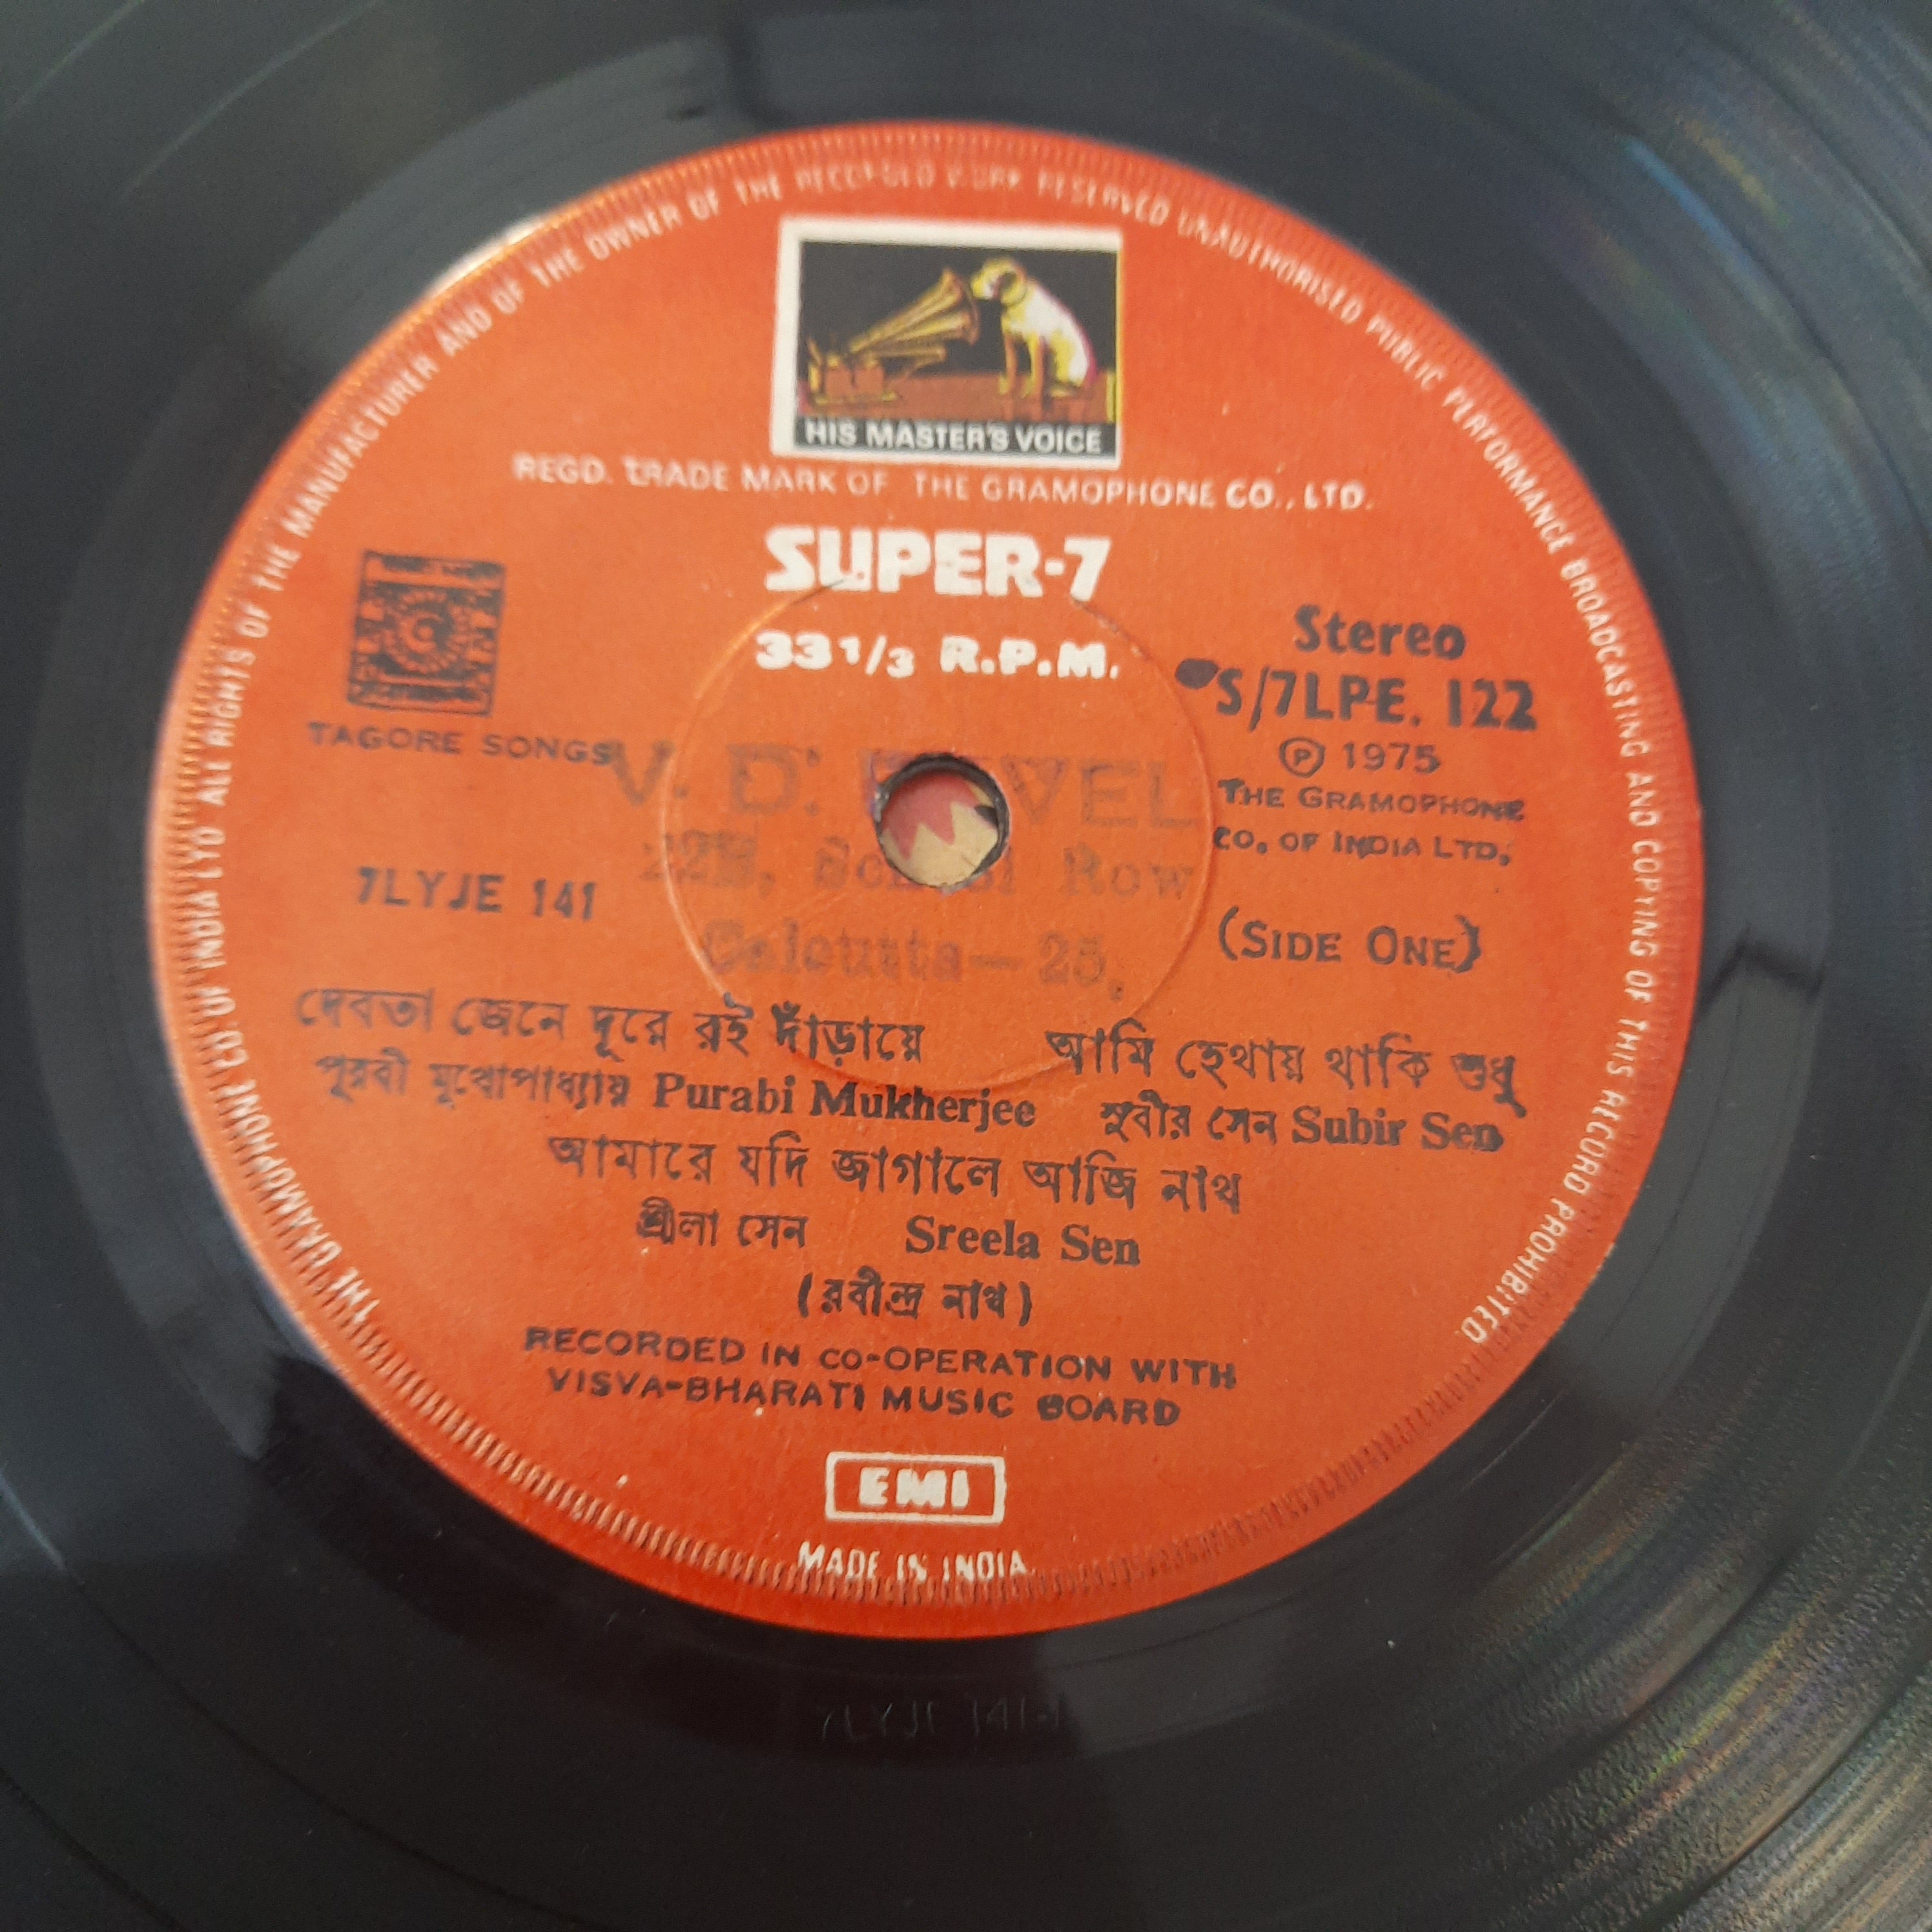 THE GRAMOPHONE CO. OF INDIA LTD ALL RIGHTS OF THE MANUFACTURER AND OF THE OWNER OF THE RECORDED WORK RESERVED UNAUTHORISED PUBLIC PERFORMANCE BROADCASTING AND COPYING OF THIS RECORD PROHIBITED.
HIS MASTER'S VOICE
REGD. TRADE MARK OF THE GRAMOPHONE CO., LTD.
SUPER-7
33 1/3 R.P.M.
Stereo
S/7LPE. 122
TAGORE SONGS
℗ 1975
THE GRAMOPHONE
CO. OF INDIA LTD.
V. D.
Row
Calcutta
7LYJE 141
(SIDE ONE)
দেবতা জেনে দূরে রই দাঁড়ায়ে
আমি হেথায় থাকি শুধু
পূরবী মুখোপাধ্যায় Purabi Mukherjee
সুবীর সেন Subir Sen
আমারে যদি জাগালে আজি নাথ
শ্রীলা সেন Sreela Sen
(রবীন্দ্র নাথ)
RECORDED IN CO-OPERATION WITH
VISVA-BHARATI MUSIC BOARD
EMI
MADE IN INDIA.
7LYJE 141-1